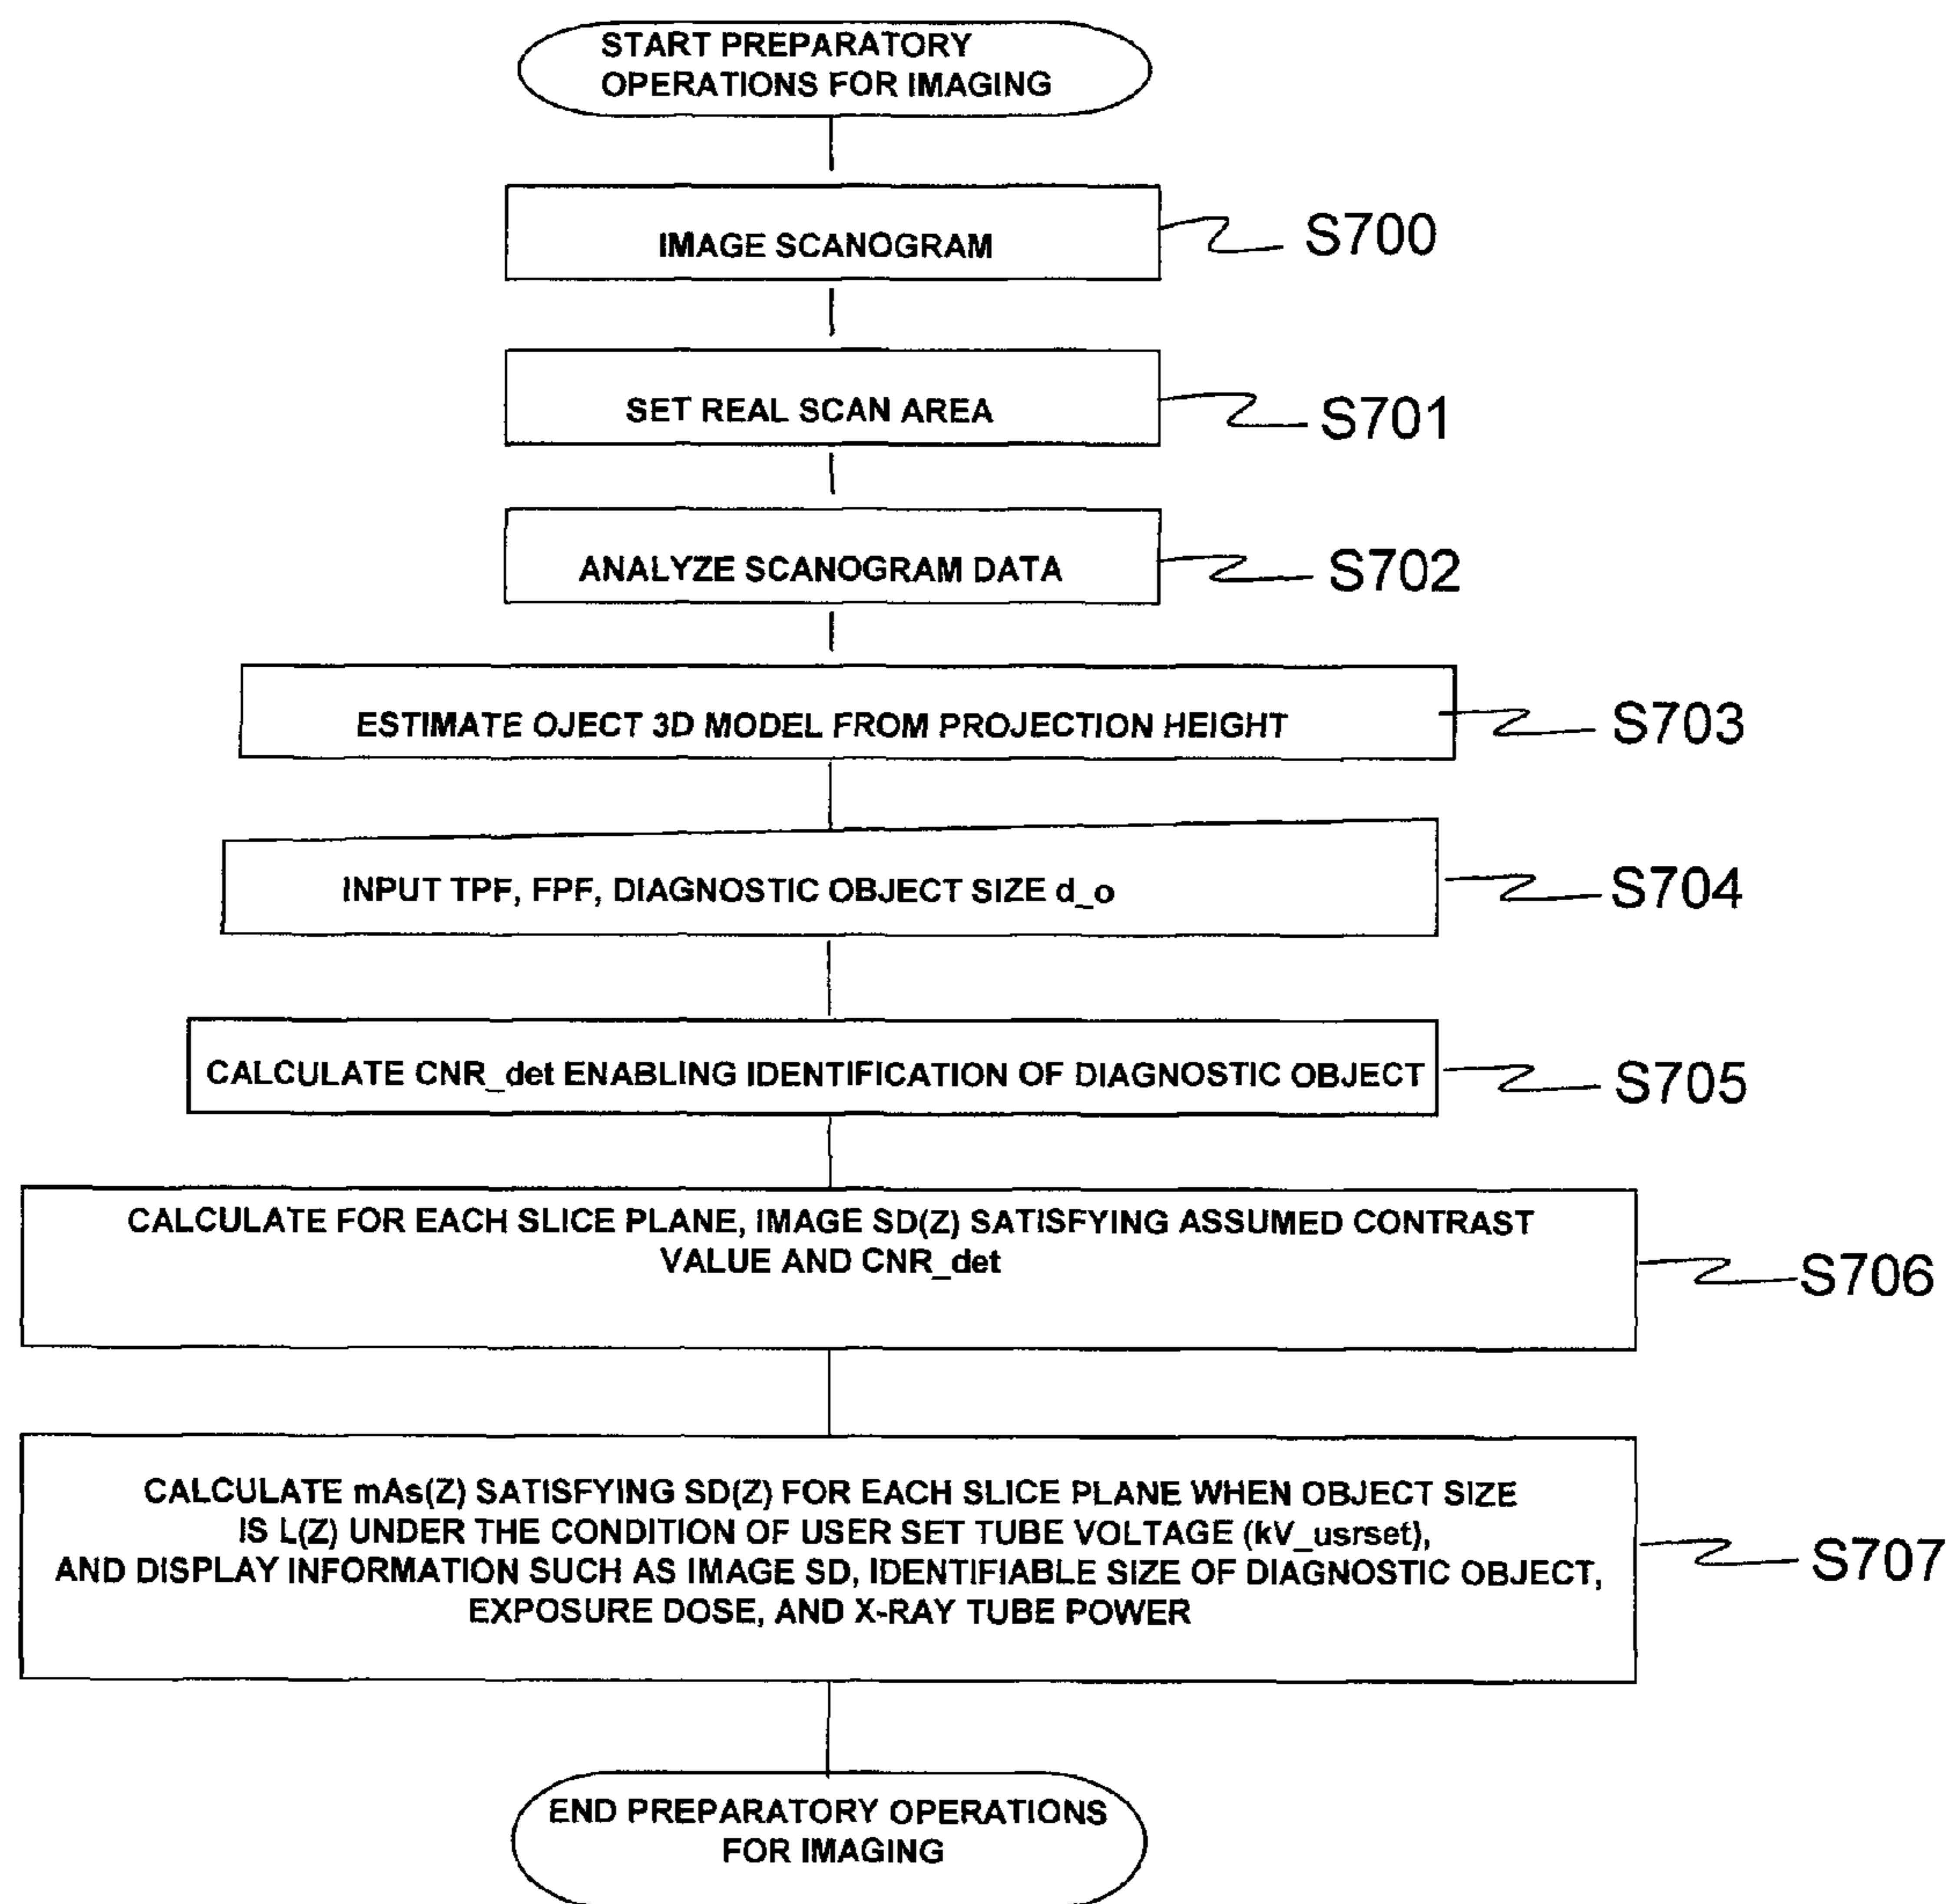 START PREPARATORY
OPERATIONS FOR IMAGING
IMAGE SCANOGRAM
S700
SET REAL SCAN AREA
S701
ANALYZE SCANOGRAM DATA
S702
ESTIMATE OJECT 3D MODEL FROM PROJECTION HEIGHT
S703
INPUT TPF, FPF, DIAGNOSTIC OBJECT SIZE d_o
S704
CALCULATE CNR_det ENABLING IDENTIFICATION OF DIAGNOSTIC OBJECT
S705
CALCULATE FOR EACH SLICE PLANE, IMAGE SD(Z) SATISFYING ASSUMED CONTRAST
VALUE AND CNR_det
S706
CALCULATE mAs(Z) SATISFYING SD(Z) FOR EACH SLICE PLANE WHEN OBJECT SIZE
IS L(Z) UNDER THE CONDITION OF USER SET TUBE VOLTAGE (kV_usrset),
AND DISPLAY INFORMATION SUCH AS IMAGE SD, IDENTIFIABLE SIZE OF DIAGNOSTIC OBJECT,
EXPOSURE DOSE, AND X-RAY TUBE POWER
S707
END PREPARATORY OPERATIONS
FOR IMAGING